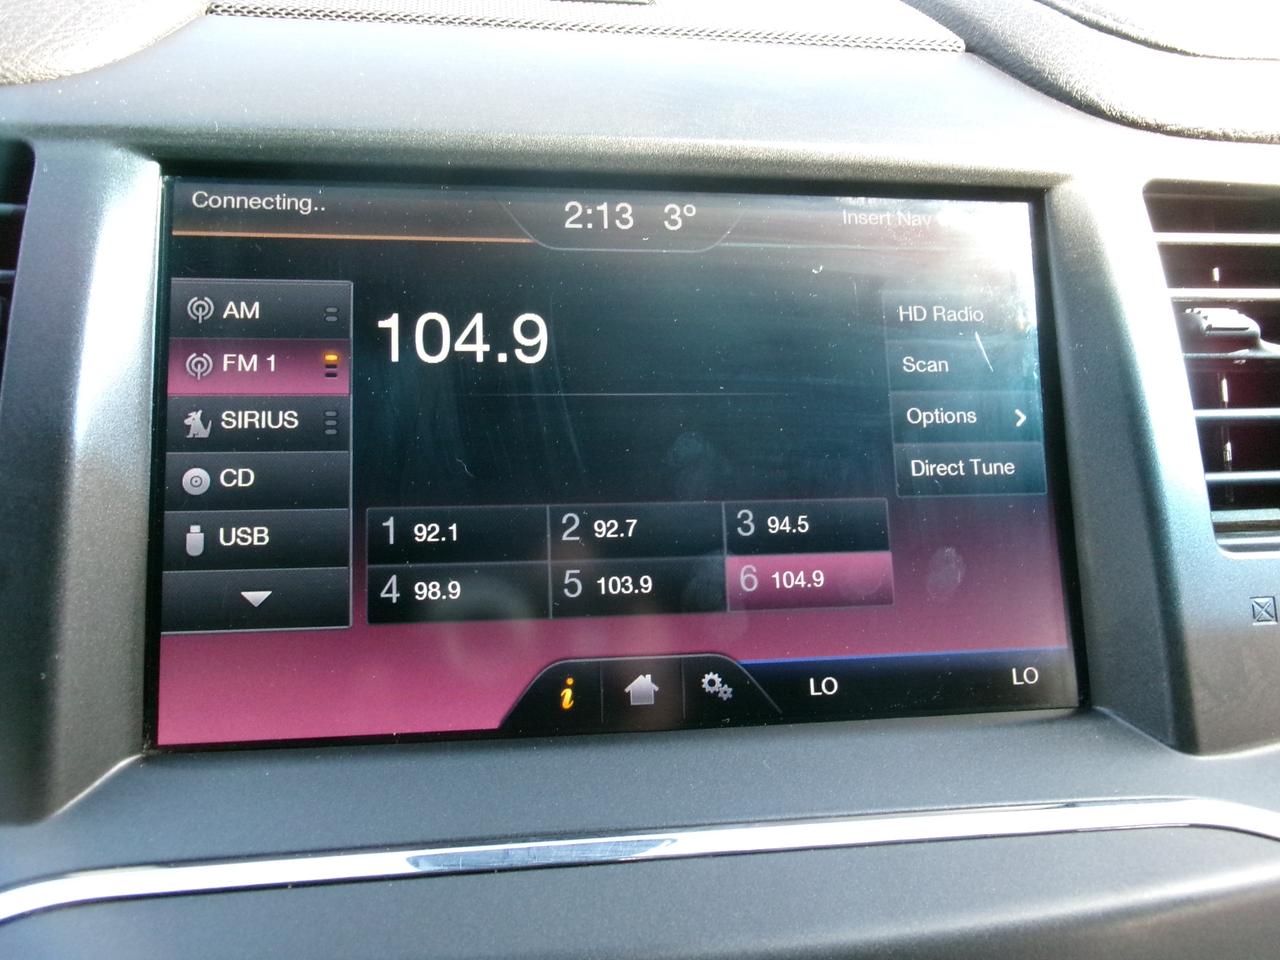 Connecting..
2:13 3°
Insert Nav
AM
FM 1
SIRIUS
CD
USB
104.9
HD Radio
Scan
Options
Direct Tune
1 92.1
2 92.7
3 94.5
4 98.9
5 103.9
6 104.9
i
LO
LO